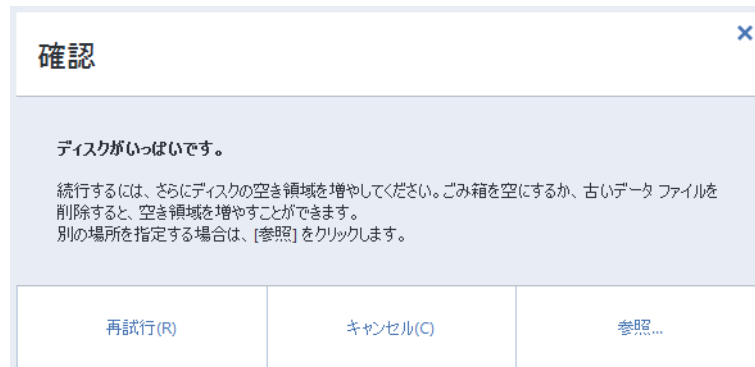 確認
ディスクがいっぱいです。
続行するには、さらにディスクの空き領域を増やしてください。ごみ箱を空にするか、古いデータ ファイルを
削除すると、空き領域を増やすことができます。
別の場所を指定する場合は、[参照] をクリックします。
再試行(R)
キャンセル(C)
参照...